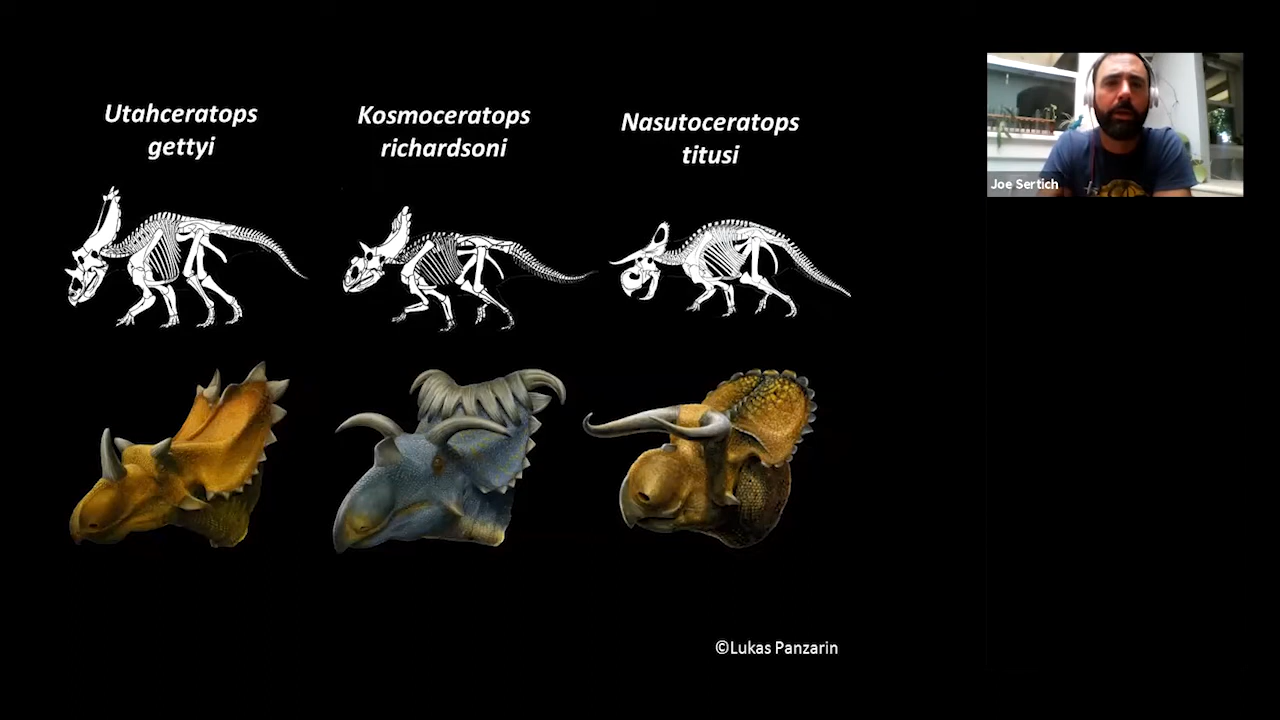 Utahceratops
gettyi
Kosmoceratops
richardsoni
Nasutoceratops
titusi
Joe Sertich
©Lukas Panzarin